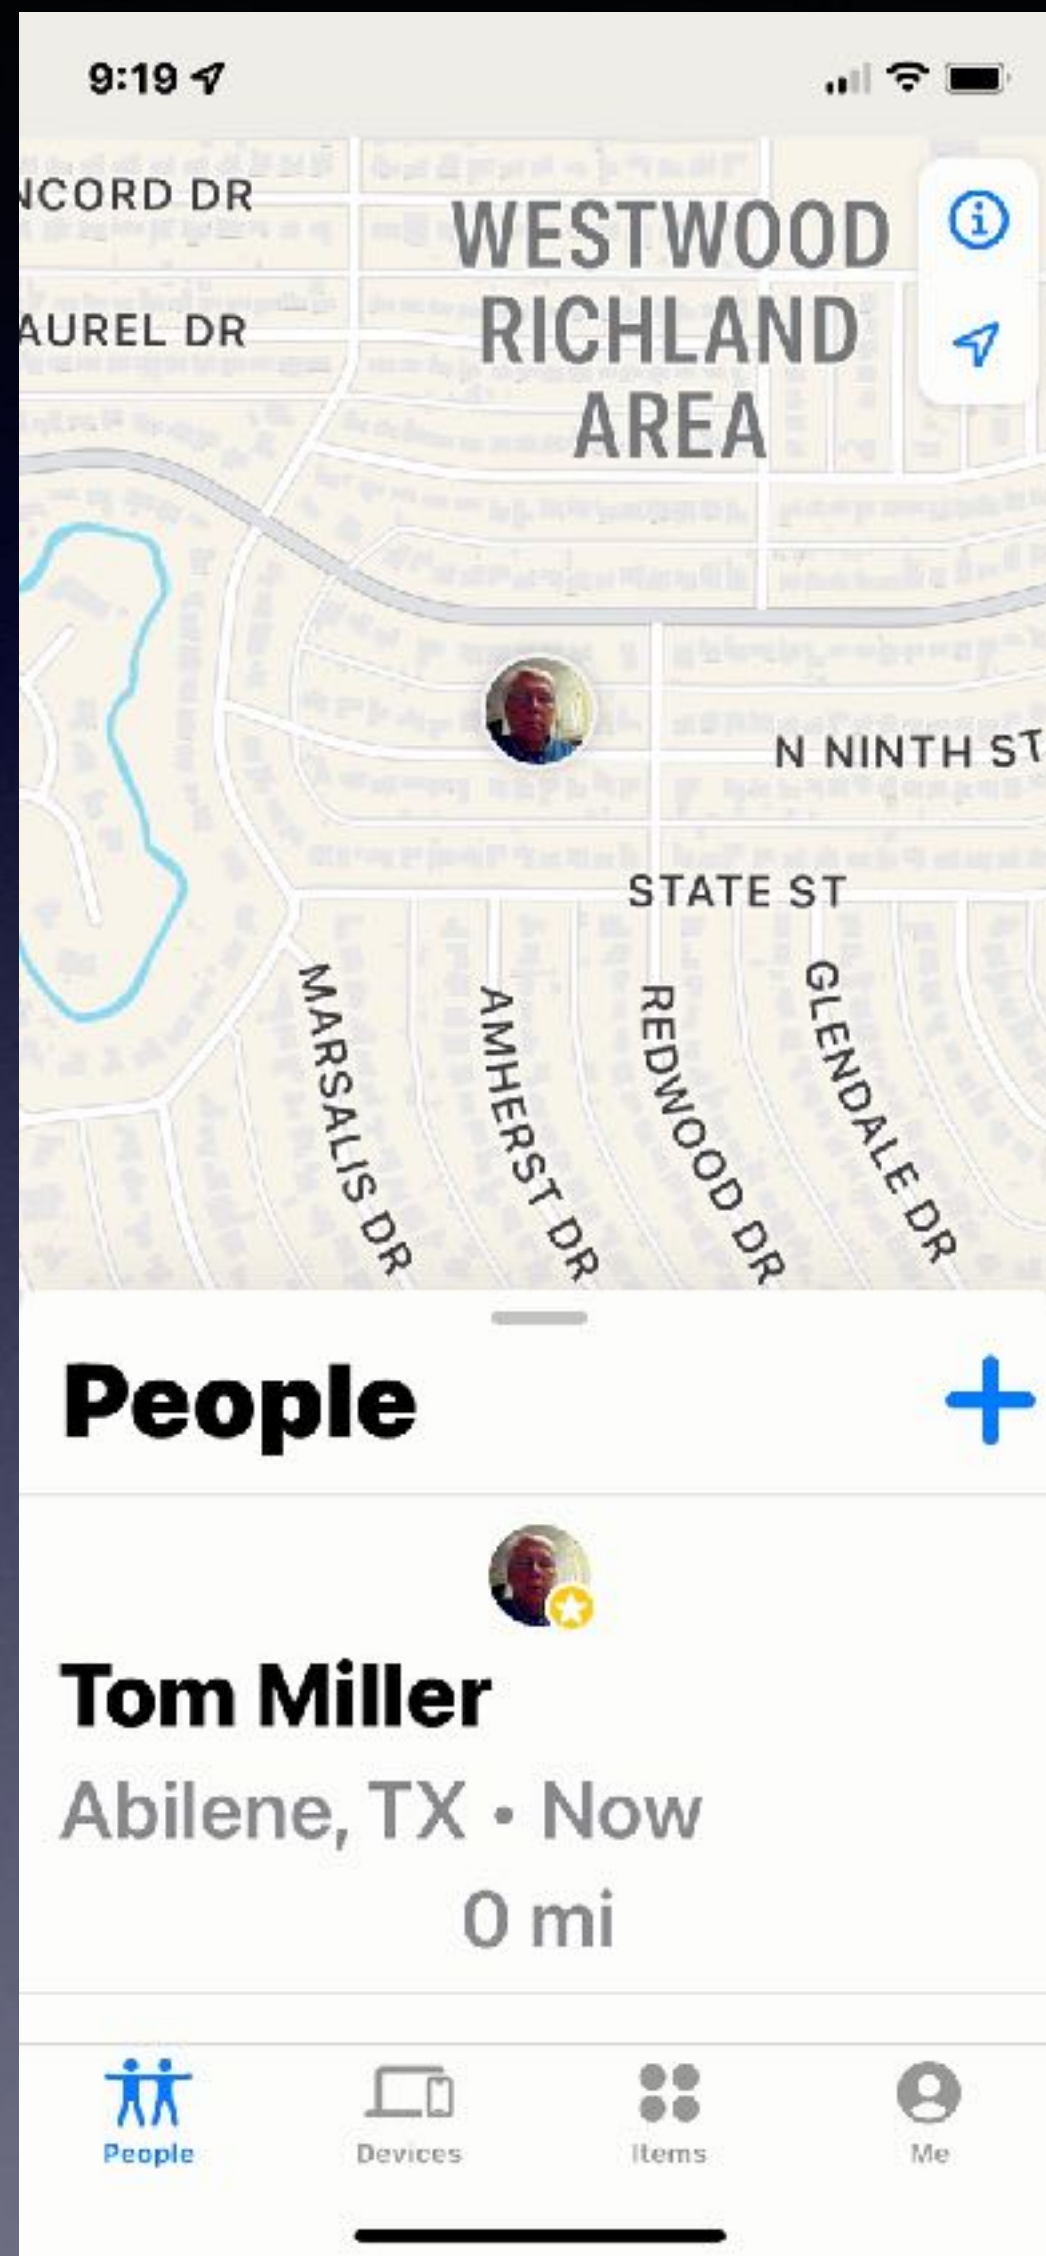 9:19
NCORD DR
WESTWOOD
RICHLAND
AREA
AUREL DR
N NINTH ST
STATE ST
MARSALIS DR
AMHERST DR
REDWOOD DR
GLENDALE DR
People
Tom Miller
Abilene, TX • Now
0 mi
People
Devices
Items
Me